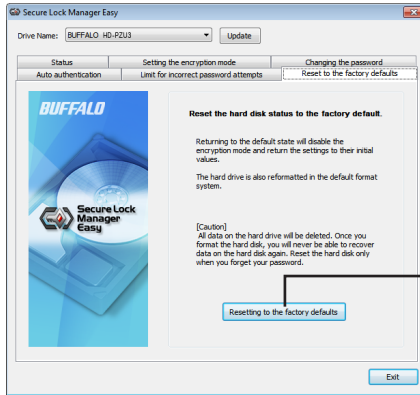 Secure Lock Manager Easy
Drive Name: BUFFALO HD-PZU3 Update
Status Setting the encryption mode Changing the password
Auto authentication Limit for incorrect password attempts Reset to the factory defaults
BUFFALO
Reset the hard disk status to the factory default.
Returning to the default state will disable the
encryption mode and return the settings to their initial
values.
The hard drive is also reformatted in the default format
system.
Secure Lock
Manager
Easy
[Caution]
All data on the hard drive will be deleted. Once you
format the hard disk, you will never be able to recover
data on the hard disk again. Reset the hard disk only
when you forget your password.
Resetting to the factory defaults
Exit